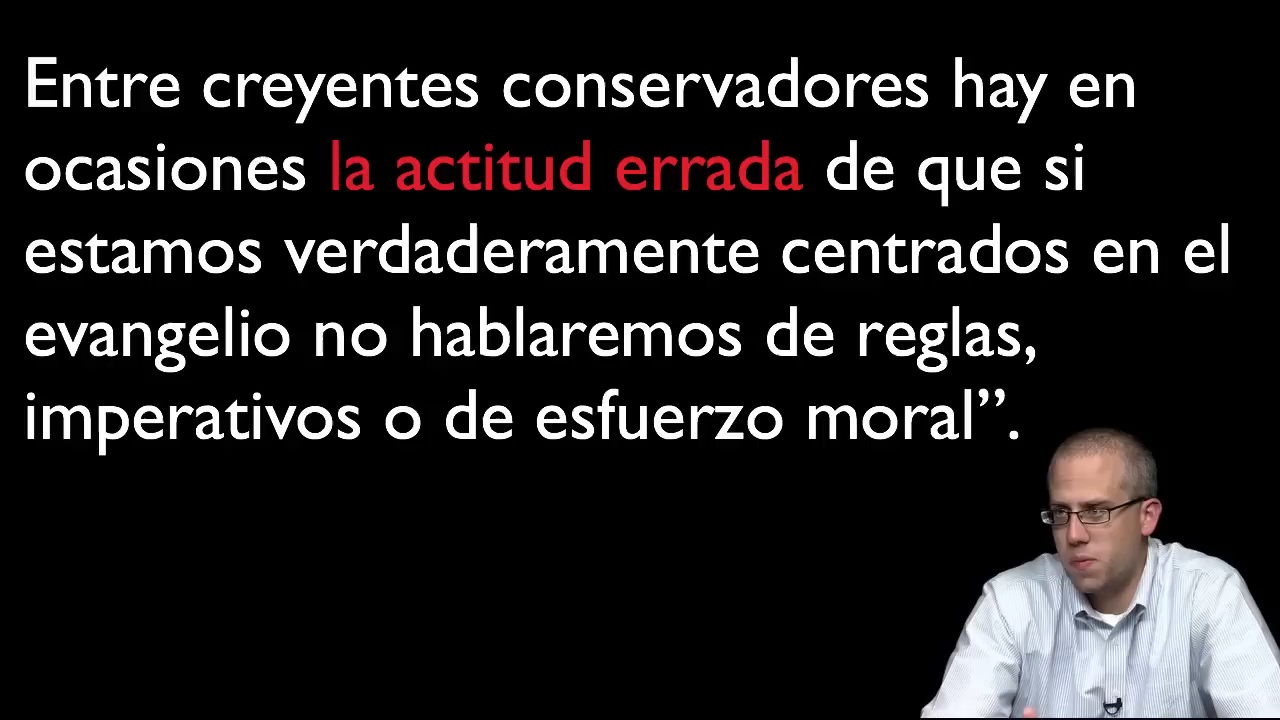 Entre creyentes conservadores hay en
ocasiones la actitud errada de que si
estamos verdaderamente centrados en el
evangelio no hablaremos de reglas,
imperativos o de esfuerzo moral”.